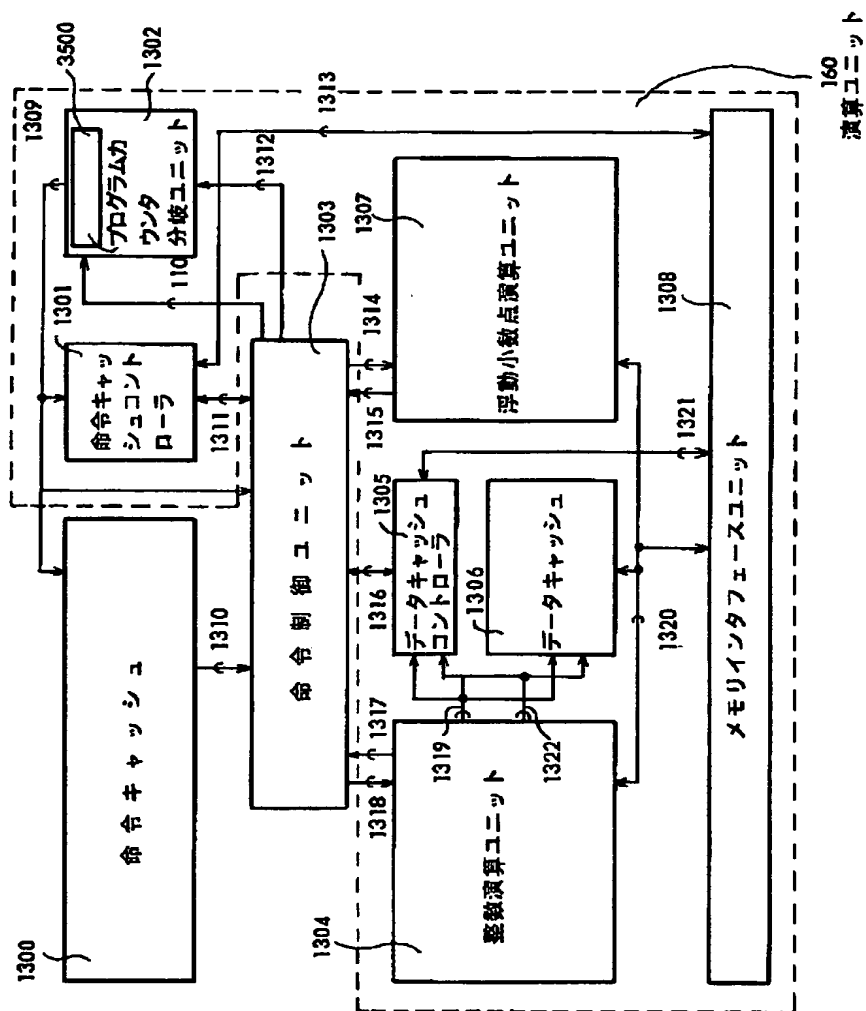 3500
1302
1309
プログラムカ
ウンタ
分岐ユニット
1313
1312
110
1301
命令キャッ
シュコント
ローラ
1311
1303
1307
1314
1315
浮動小数点演算ユニット
160
演算ユニット
1300
命令キャッシュ
1310
命令制御ユニット
1305
データキャッシュ
コントローラ
1316
1306
データキャッシュ
1321
1308
1317
1318
1319
1322
1320
1304
整数演算ユニット
メモリインタフェースユニット